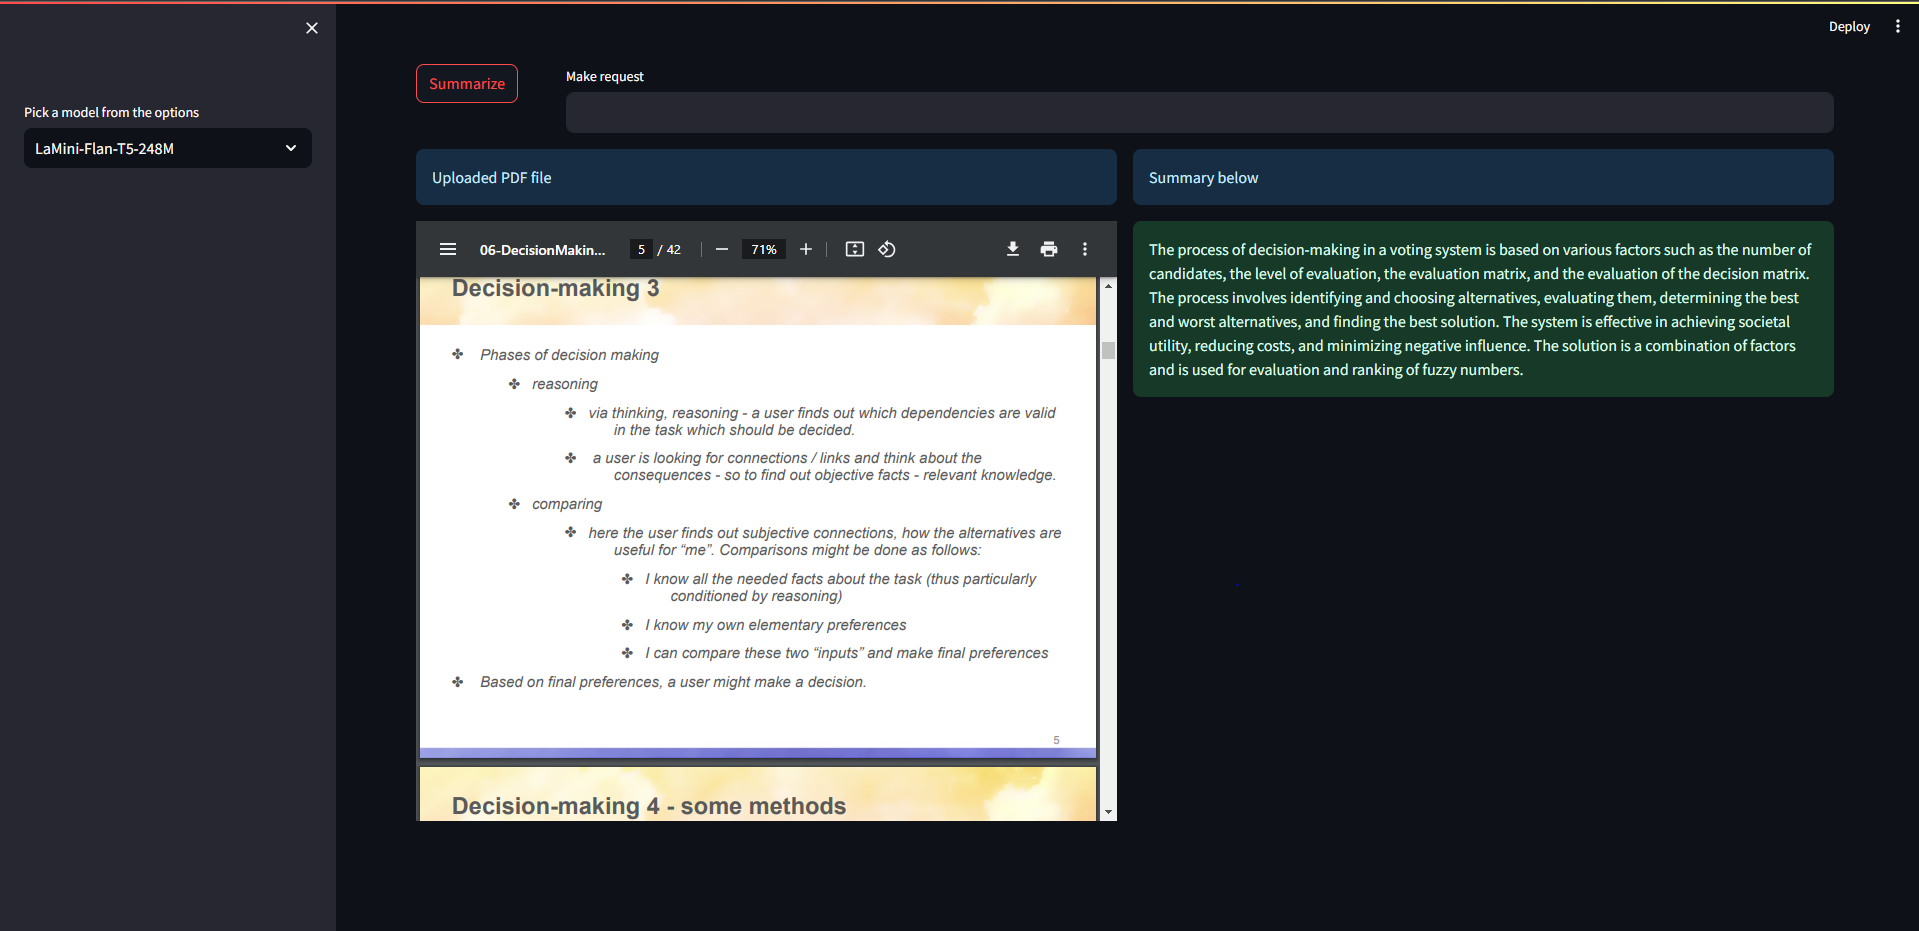 Deploy
Pick a model from the options
LaMini-Flan-T5-248M
Summarize
Make request
Uploaded PDF file
Summary below
06-DecisionMakin...
5 / 42
71%
Decision-making 3
Phases of decision making
reasoning
via thinking, reasoning - a user finds out which dependencies are valid
in the task which should be decided.
a user is looking for connections / links and think about the
consequences - so to find out objective facts - relevant knowledge.
comparing
here the user finds out subjective connections, how the alternatives are
useful for “me”. Comparisons might be done as follows:
I know all the needed facts about the task (thus particularly
conditioned by reasoning)
I know my own elementary preferences
I can compare these two “inputs” and make final preferences
Based on final preferences, a user might make a decision.
5
Decision-making 4 - some methods
The process of decision-making in a voting system is based on various factors such as the number of
candidates, the level of evaluation, the evaluation matrix, and the evaluation of the decision matrix.
The process involves identifying and choosing alternatives, evaluating them, determining the best
and worst alternatives, and finding the best solution. The system is effective in achieving societal
utility, reducing costs, and minimizing negative influence. The solution is a combination of factors
and is used for evaluation and ranking of fuzzy numbers.